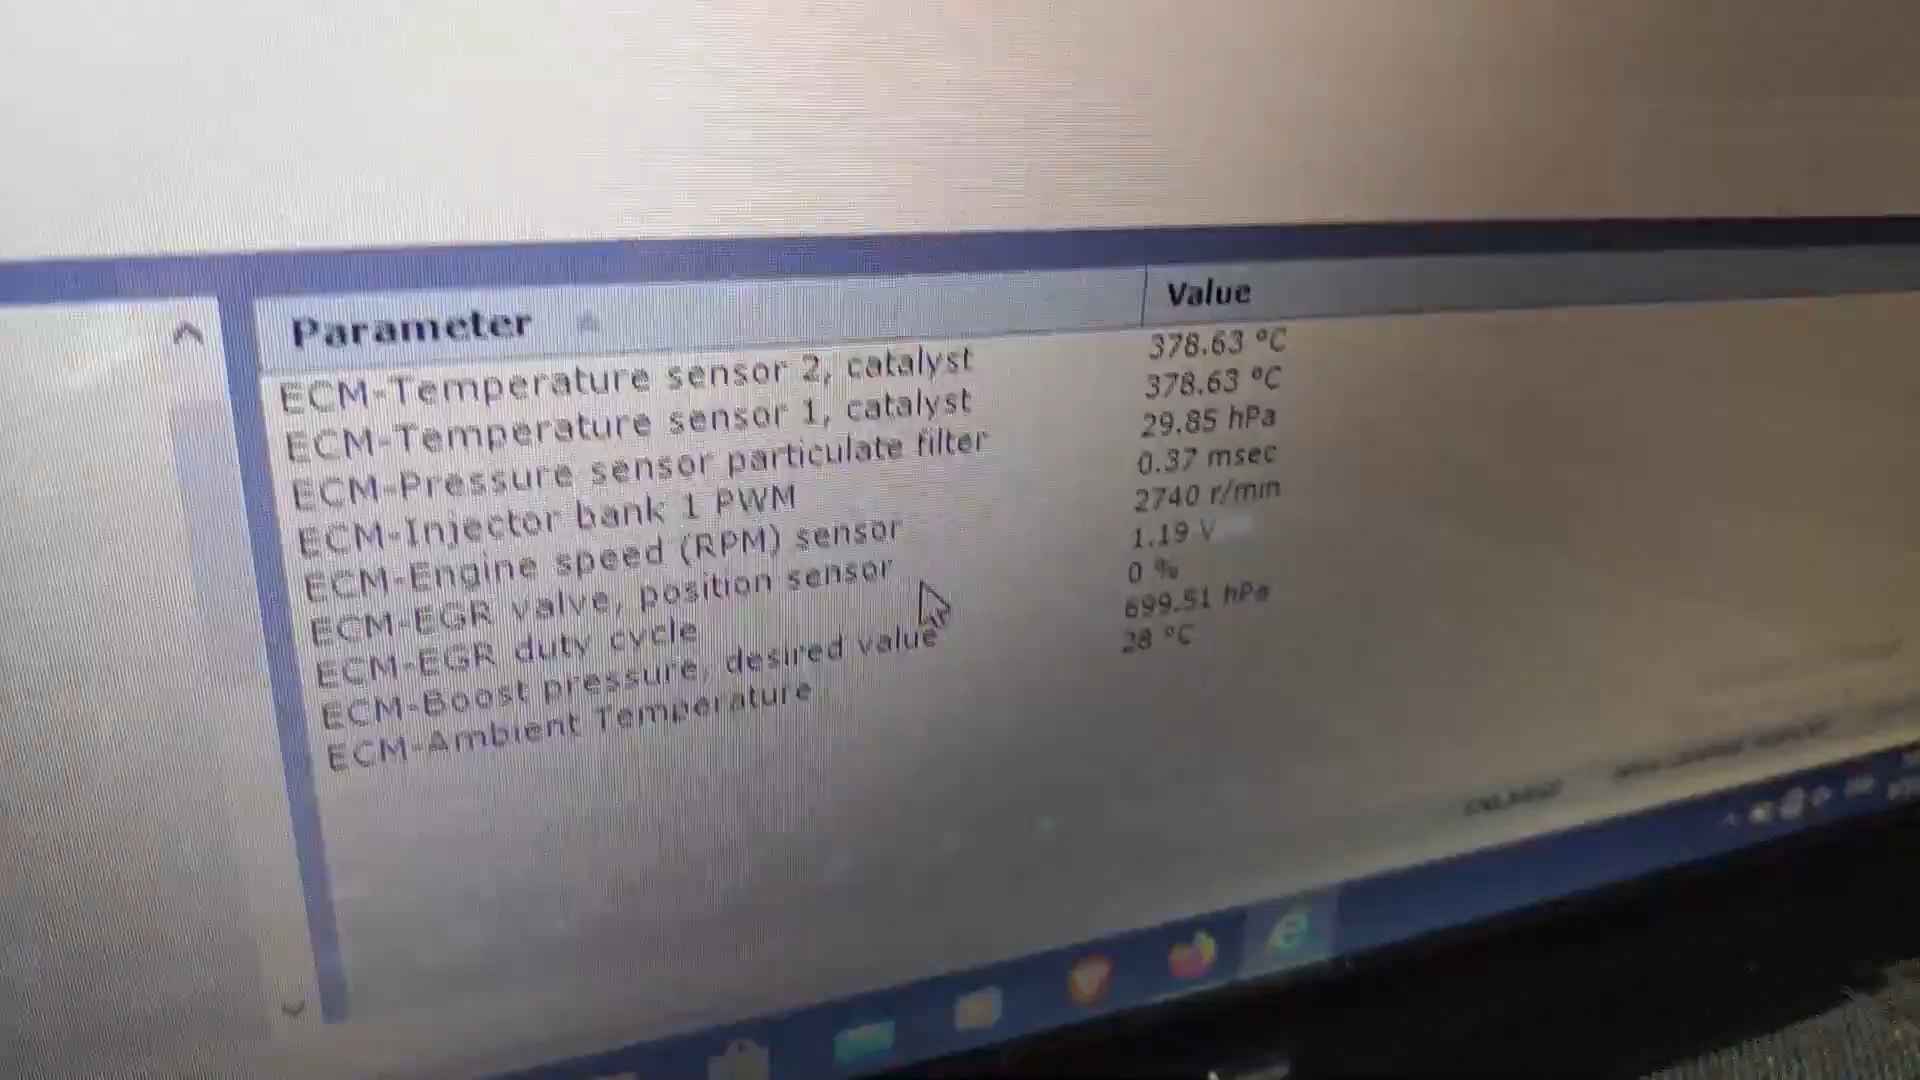 Parameter Value
ECM-Temperature sensor 2, catalyst 378.63 °C
ECM-Temperature sensor 1, catalyst 378.63 °C
ECM-Pressure sensor particulate filter 29.85 hPa
ECM-Injector bank 1 PWM 0.37 msec
ECM-Engine speed (RPM) sensor 2740 r/min
ECM-EGR valve, position sensor 1.19 V
ECM-EGR duty cycle 0 %
ECM-Boost pressure, desired value 699.51 hPa
ECM-Ambient Temperature 28 °C